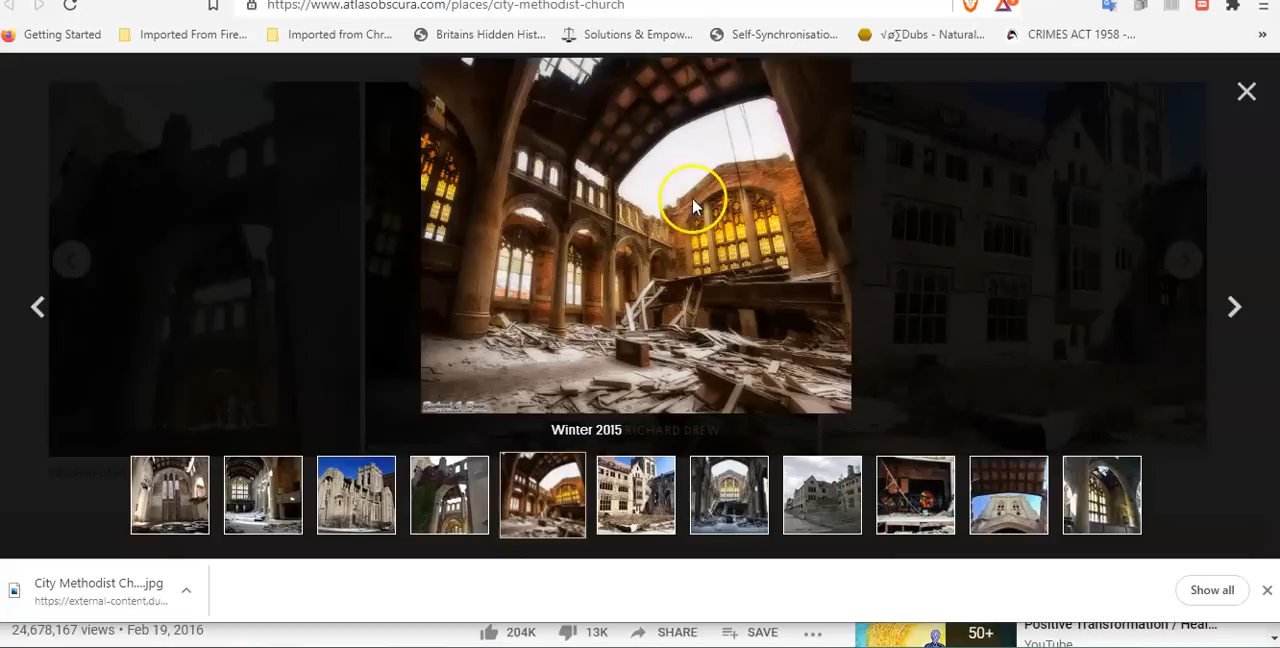 https://www.atlasobscura.com/places/city-methodist-church
Getting Started
Imported From Fire...
Imported from Chr...
Britains Hidden Hist...
Solutions & Empow...
Self-Synchronisatio...
√ø∑Dubs - Natural...
CRIMES ACT 1958 -...
»
Winter 2015 RICHARD DREW
City Methodist Ch....jpg
https://external-content.du...
Show all
24,678,167 views • Feb 19, 2016
204K
13K
SHARE
SAVE
50+
Positive Transformation / Heal...
YouTube